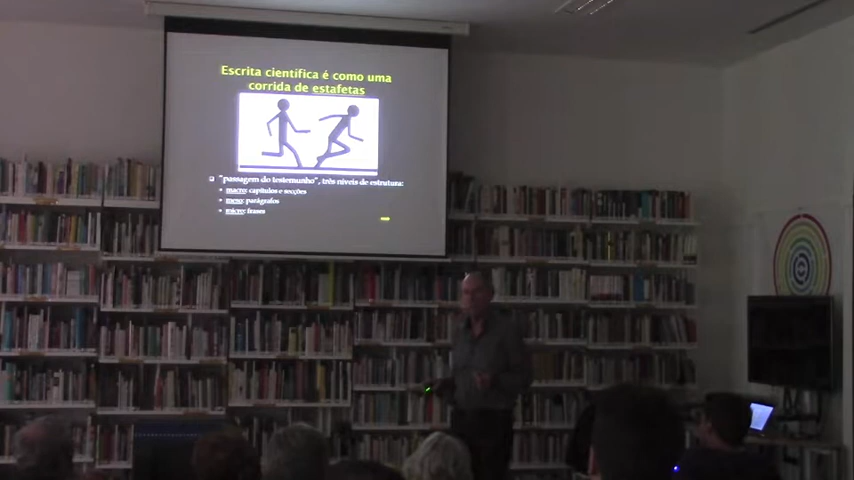 Escrita científica é como uma
corrida de estafetas
"passagem do testemunho", três níveis de estrutura:
macro: capítulos e secções
meso: parágrafos
micro: frases